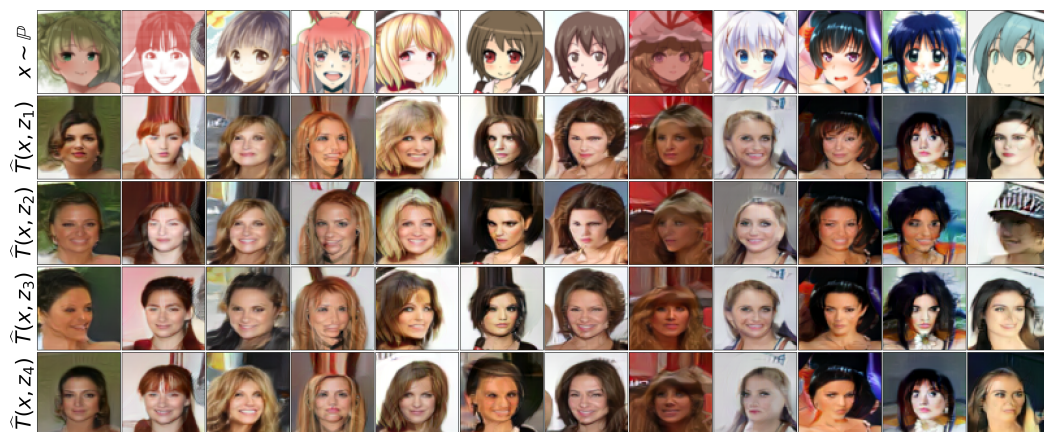 x ~ ℙ
T̂(x, z₁)
T̂(x, z₂)
T̂(x, z₃)
T̂(x, z₄)